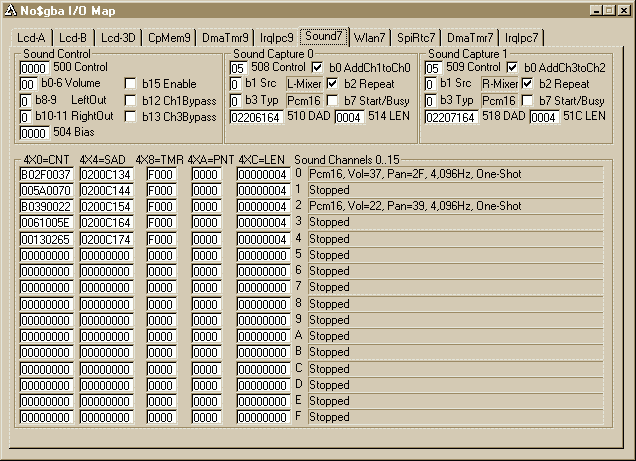 No$gba I/O Map
Lcd-A Lcd-B Lcd-3D CpMem9 DmaTmr9 IrqIpc9 Sound7 Wlan7 SpiRtc7 DmaTmr7 IrqIpc7
Sound Control Sound Capture 0 Sound Capture 1
0000 500 Control 05 508 Control b0 AddCh1toCh0 05 509 Control b0 AddCh3toCh2
00 b0-6 Volume b15 Enable 0 b1 Src L-Mixer b2 Repeat 0 b1 Src R-Mixer b2 Repeat
0 b8-9 LeftOut b12 Ch1Bypass 0 b3 Typ Pcm16 b7 Start/Busy 0 b3 Typ Pcm16 b7 Start/Busy
0 b10-11 RightOut b13 Ch3Bypass 02206164 510 DAD 0004 514 LEN 02207164 518 DAD 0004 51C LEN
0000 504 Bias
4X0=CNT 4X4=SAD 4X8=TMR 4XA=PNT 4XC=LEN Sound Channels 0..15
B02F0037 0200C134 F000 0000 00000004 0 Pcm16, Vol=37, Pan=2F, 4,096Hz, One-Shot
005A0070 0200C144 F000 0000 00000004 1 Stopped
B0390022 0200C154 F000 0000 00000004 2 Pcm16, Vol=22, Pan=39, 4,096Hz, One-Shot
0061005E 0200C164 F000 0000 00000004 3 Stopped
00130265 0200C174 F000 0000 00000004 4 Stopped
00000000 00000000 0000 0000 00000000 5 Stopped
00000000 00000000 0000 0000 00000000 6 Stopped
00000000 00000000 0000 0000 00000000 7 Stopped
00000000 00000000 0000 0000 00000000 8 Stopped
00000000 00000000 0000 0000 00000000 9 Stopped
00000000 00000000 0000 0000 00000000 A Stopped
00000000 00000000 0000 0000 00000000 B Stopped
00000000 00000000 0000 0000 00000000 C Stopped
00000000 00000000 0000 0000 00000000 D Stopped
00000000 00000000 0000 0000 00000000 E Stopped
00000000 00000000 0000 0000 00000000 F Stopped